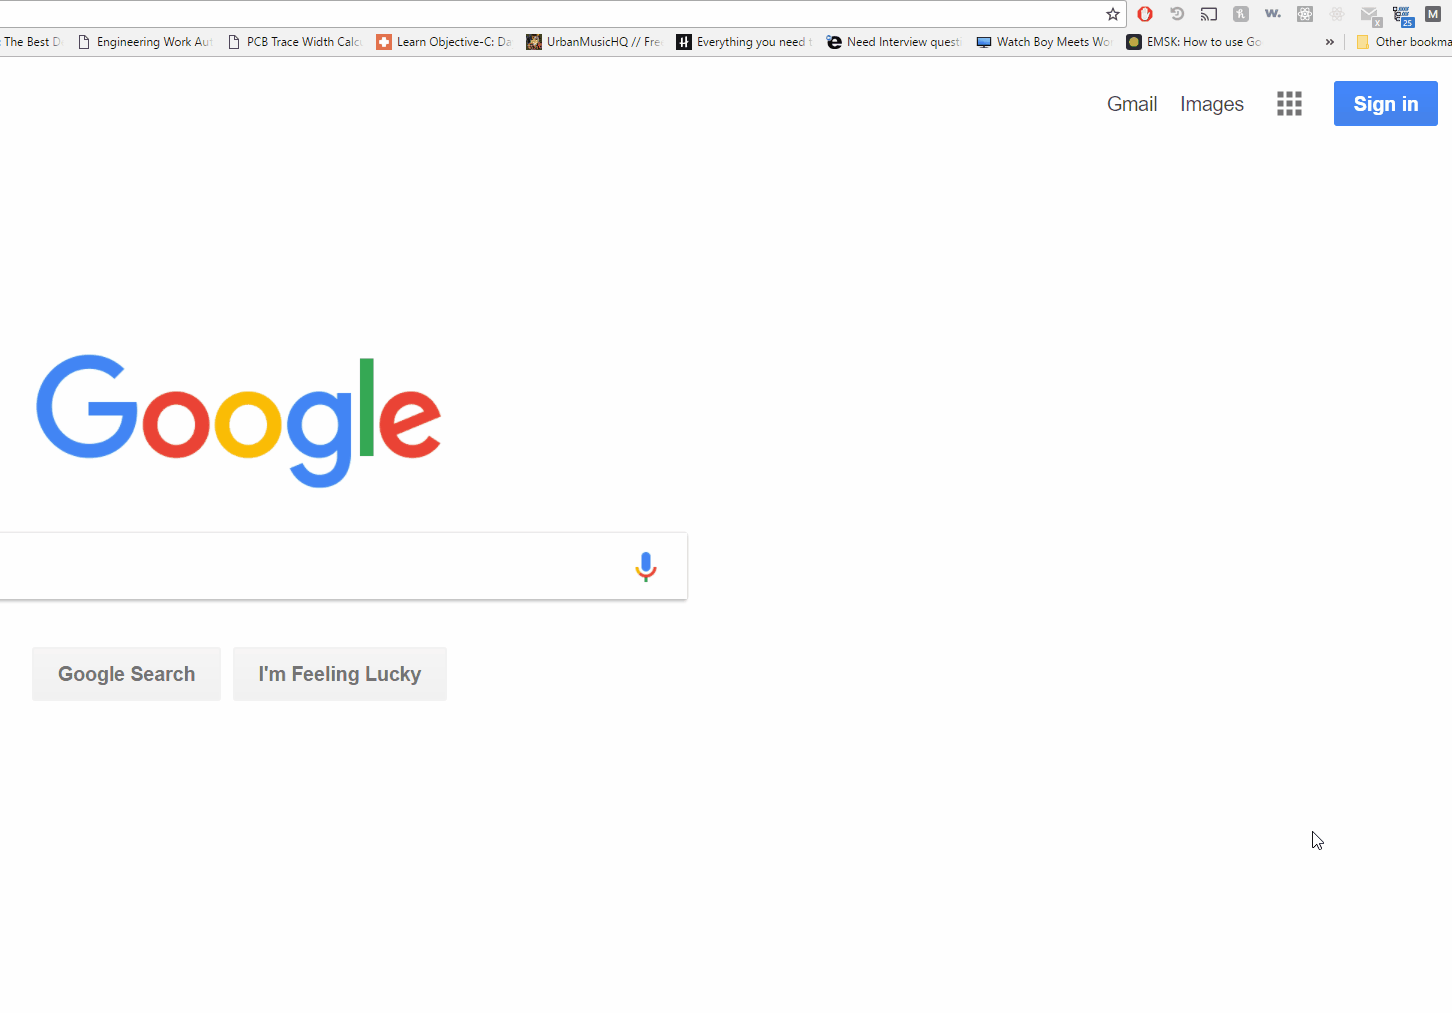 W. X 25 M
: The Best D Engineering Work Aut PCB Trace Width Calcu Learn Objective-C: Da UrbanMusicHQ // Fre Everything you need t Need Interview questi Watch Boy Meets Wor EMSK: How to use Go » Other bookma
Gmail Images Sign in
Google
Google Search I'm Feeling Lucky